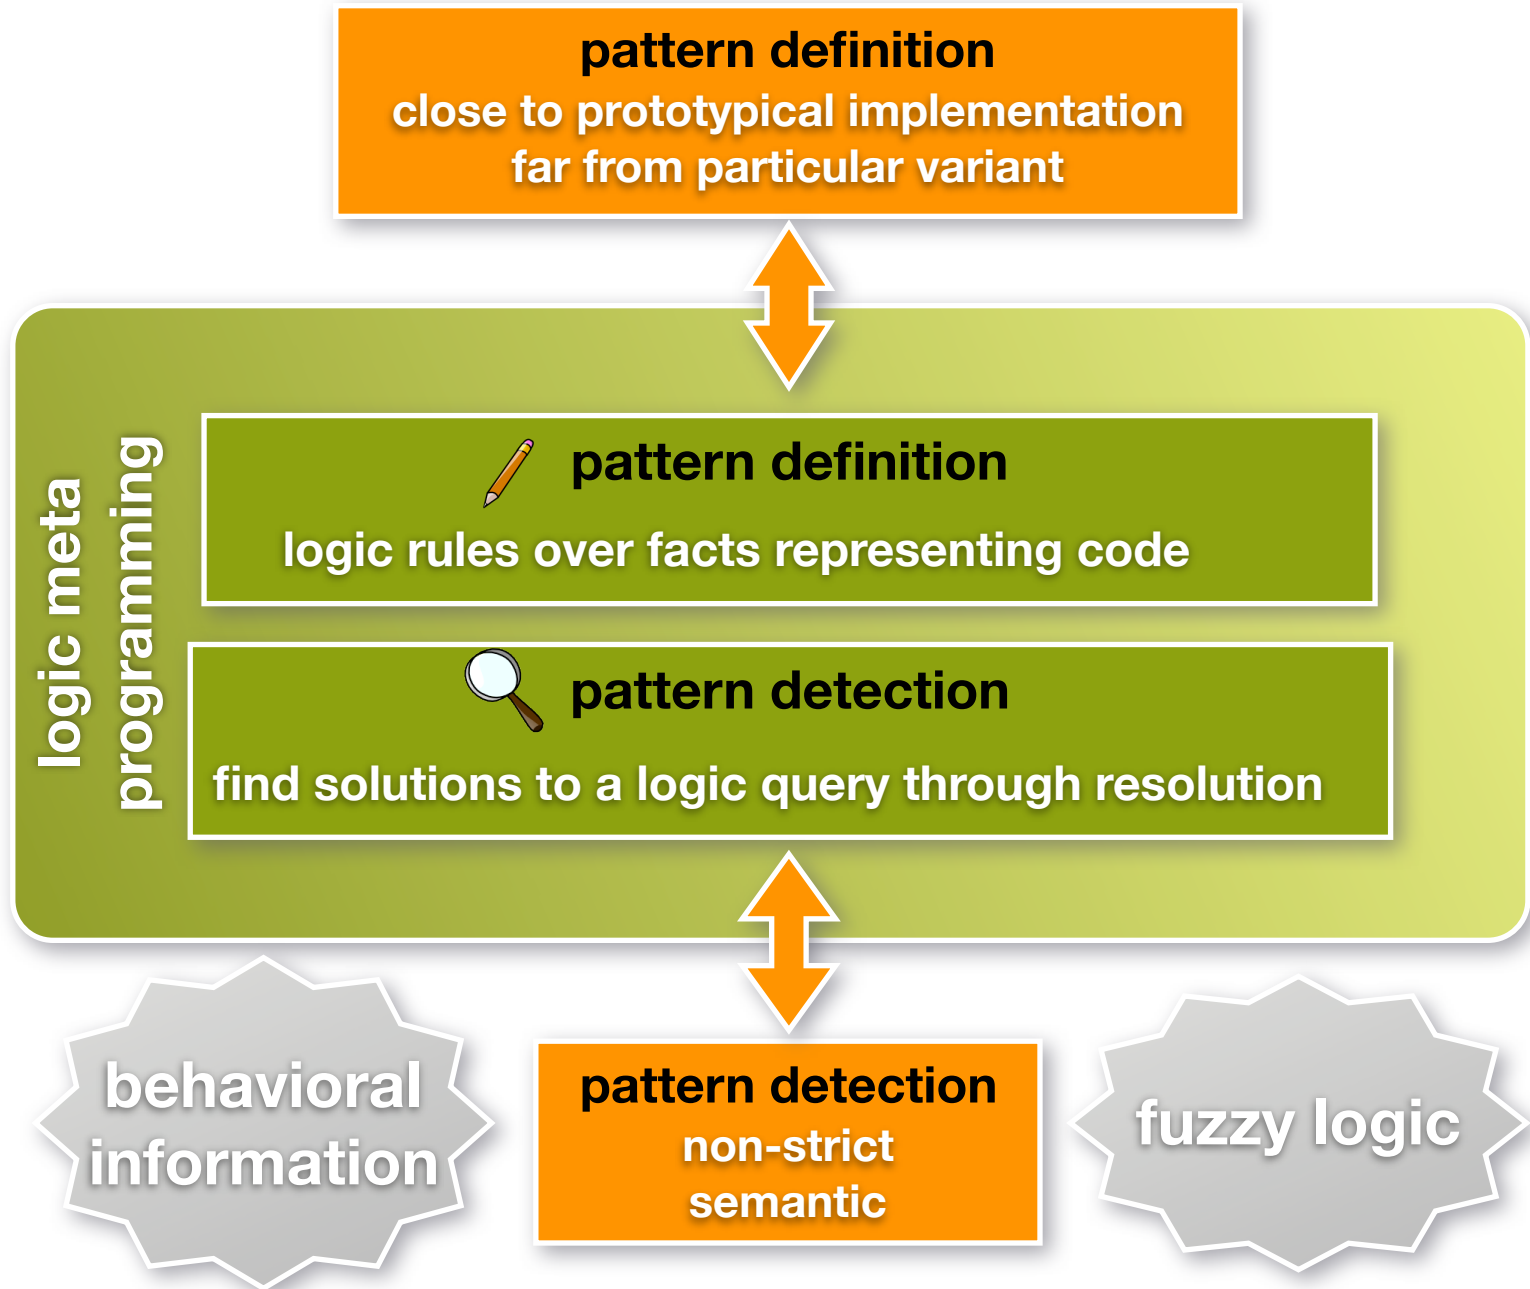 pattern definition
close to prototypical implementation
far from particular variant
logic meta
programming
pattern definition
logic rules over facts representing code
pattern detection
find solutions to a logic query through resolution
behavioral
information
pattern detection
non-strict
semantic
fuzzy logic